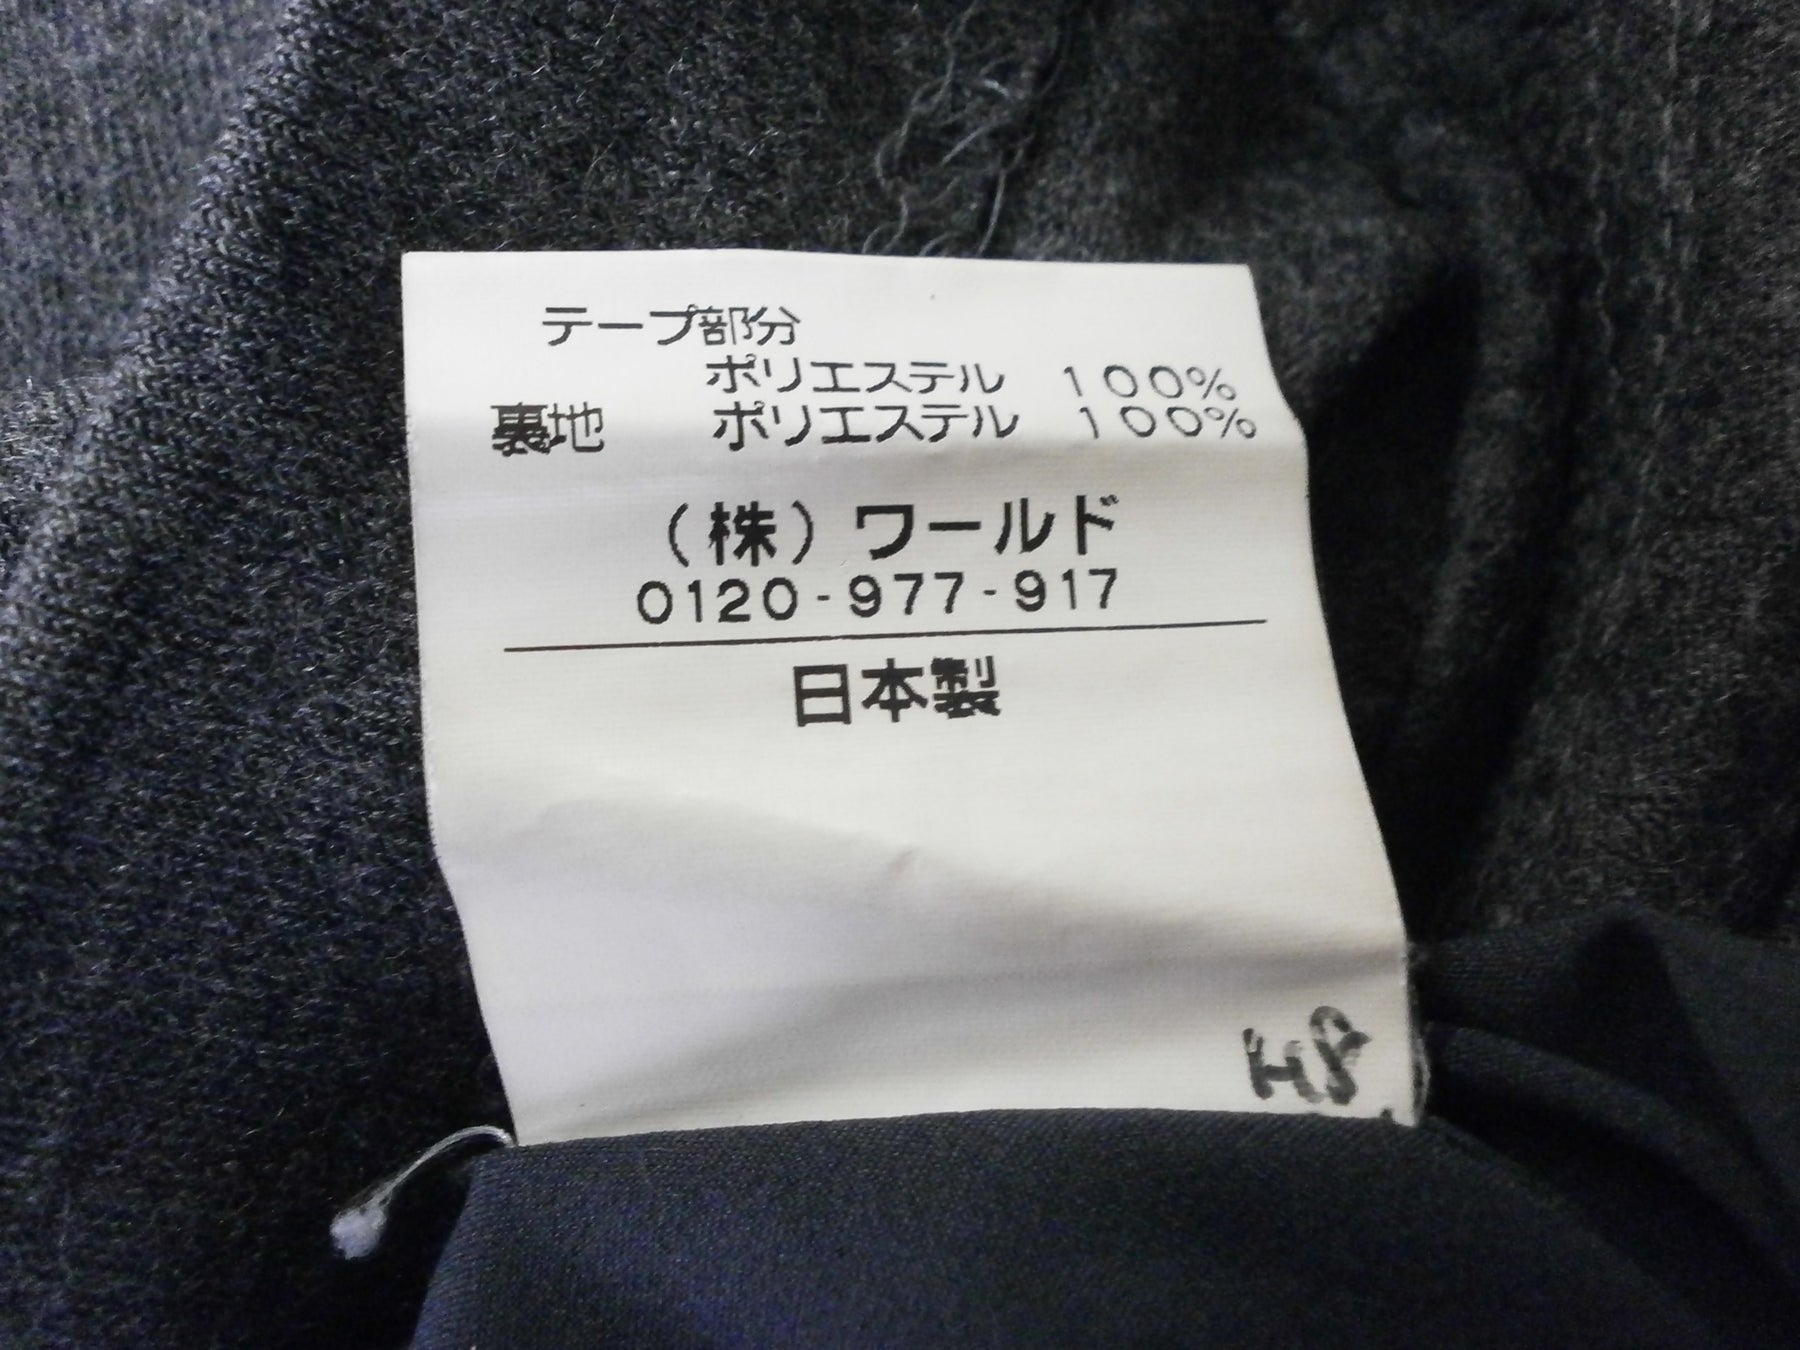 テープ部分
ポリエステル 100%
裏地 ポリエステル 100%
(株)ワールド
0120-977-917
日本製